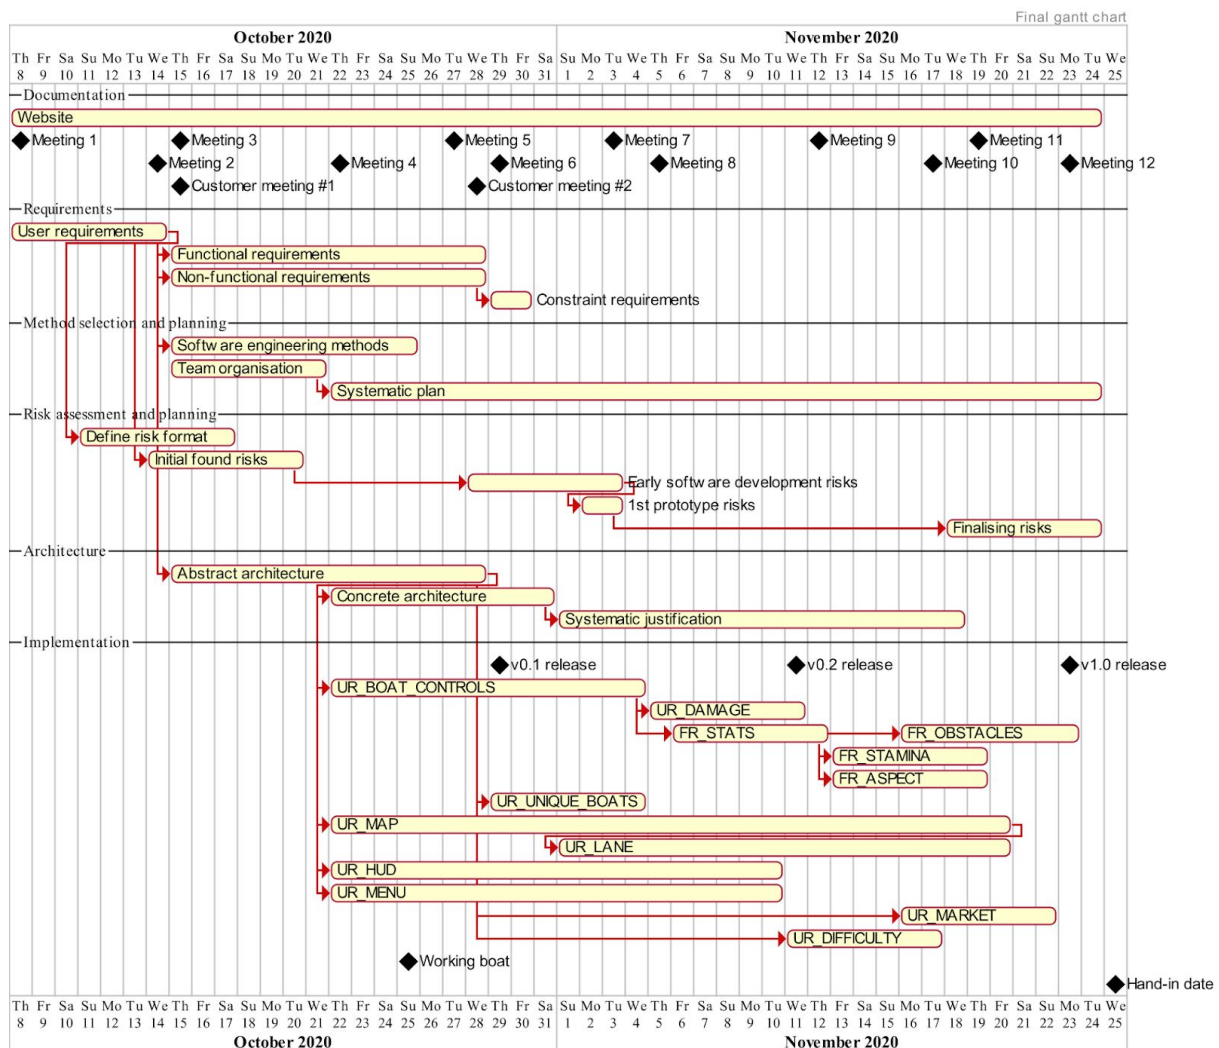 Final gantt chart
October 2020 November 2020
Th Fr Sa Su Mo Tu We Th Fr Sa Su Mo Tu We Th Fr Sa Su Mo Tu We Th Fr Sa Su Mo Tu We Th Fr Sa Su Mo Tu We Th Fr Sa Su Mo Tu We Th Fr Sa Su Mo Tu We
8 9 10 11 12 13 14 15 16 17 18 19 20 21 22 23 24 25 26 27 28 29 30 31 1 2 3 4 5 6 7 8 9 10 11 12 13 14 15 16 17 18 19 20 21 22 23 24 25
Documentation
Website
Meeting 1 Meeting 3 Meeting 5 Meeting 7 Meeting 9 Meeting 11
Meeting 2 Meeting 4 Meeting 6 Meeting 8 Meeting 10 Meeting 12
Customer meeting #1 Customer meeting #2
Requirements
User requirements
Functional requirements
Non-functional requirements
Constraint requirements
Method selection and planning
Software engineering methods
Team organisation
Systematic plan
Risk assessment and planning
Define risk format
Initial found risks
Early software development risks
1st prototype risks
Finalising risks
Architecture
Abstract architecture
Concrete architecture
Systematic justification
Implementation
v0.1 release v0.2 release v1.0 release
UR_BOAT_CONTROLS
UR_DAMAGE
FR_STATS FR_OBSTACLES
FR_STAMINA
FR_ASPECT
UR_UNIQUE_BOATS
UR_MAP
UR_LANE
UR_HUD
UR_MENU
UR_MARKET
UR_DIFFICULTY
Working boat
Hand-in date
Th Fr Sa Su Mo Tu We Th Fr Sa Su Mo Tu We Th Fr Sa Su Mo Tu We Th Fr Sa Su Mo Tu We Th Fr Sa Su Mo Tu We Th Fr Sa Su Mo Tu We Th Fr Sa Su Mo Tu We
8 9 10 11 12 13 14 15 16 17 18 19 20 21 22 23 24 25 26 27 28 29 30 31 1 2 3 4 5 6 7 8 9 10 11 12 13 14 15 16 17 18 19 20 21 22 23 24 25
October 2020 November 2020